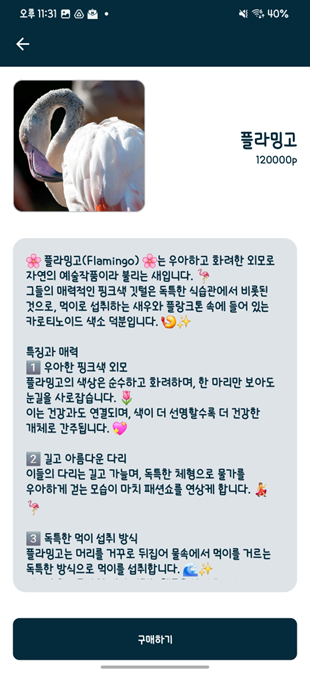 오후 11:31
40%
플라밍고
120000p
🌸 플라밍고(Flamingo) 🌸는 우아하고 화려한 외모로
자연의 예술작품이라 불리는 새입니다. 🦩
그들의 매력적인 핑크색 깃털은 독특한 식습관에서 비롯된
것으로, 먹이로 섭취하는 새우와 플랑크톤 속에 들어 있는
카로티노이드 색소 덕분입니다. 🍤✨
특징과 매력
1️⃣ 우아한 핑크색 외모
플라밍고의 색상은 순수하고 화려하며, 한 마리만 보아도
눈길을 사로잡습니다. 🌷
이는 건강과도 연결되며, 색이 더 선명할수록 더 건강한
개체로 간주됩니다. 💖
2️⃣ 길고 아름다운 다리
이들의 다리는 길고 가늘며, 독특한 체형으로 물가를
우아하게 걷는 모습이 마치 패션쇼를 연상케 합니다. 💃
🦩
3️⃣ 독특한 먹이 섭취 방식
플라밍고는 머리를 거꾸로 뒤집어 물속에서 먹이를 거르는
독특한 방식으로 먹이를 섭취합니다. 🌊✨
구매하기